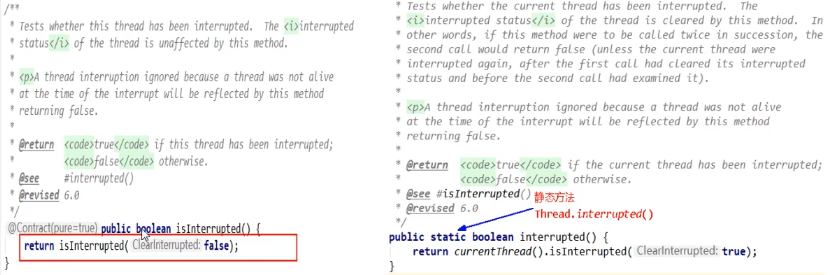 /**
* Tests whether this thread has been interrupted.  The <i>interrupted
* status</i> of the thread is unaffected by this method.
*
* <p>A thread interruption ignored because a thread was not alive
* at the time of the interrupt will be reflected by this method
* returning false.
*
* @return  <code>true</code> if this thread has been interrupted;
*          <code>false</code> otherwise.
* @see     #interrupted()
* @revised 6.0
*/
@Contract(pure=true) public boolean isInterrupted() {
return isInterrupted( ClearInterrupted: false);
}
* Tests whether the current thread has been interrupted.  The
* <i>interrupted status</i> of the thread is cleared by this method.  In
* other words, if this method were to be called twice in succession, the
* second call would return false (unless the current thread were
* interrupted again, after the first call had cleared its interrupted
* status and before the second call had examined it).
*
* <p>A thread interruption ignored because a thread was not alive
* at the time of the interrupt will be reflected by this method
* returning false.
*
* @return  <code>true</code> if the current thread has been interrupted;
*          <code>false</code> otherwise.
* @see #isInterrupted()
静态方法
* @revised 6.0
Thread.interrupted()
*/
public static boolean interrupted() {
return currentThread().isInterrupted( ClearInterrupted: true);
}